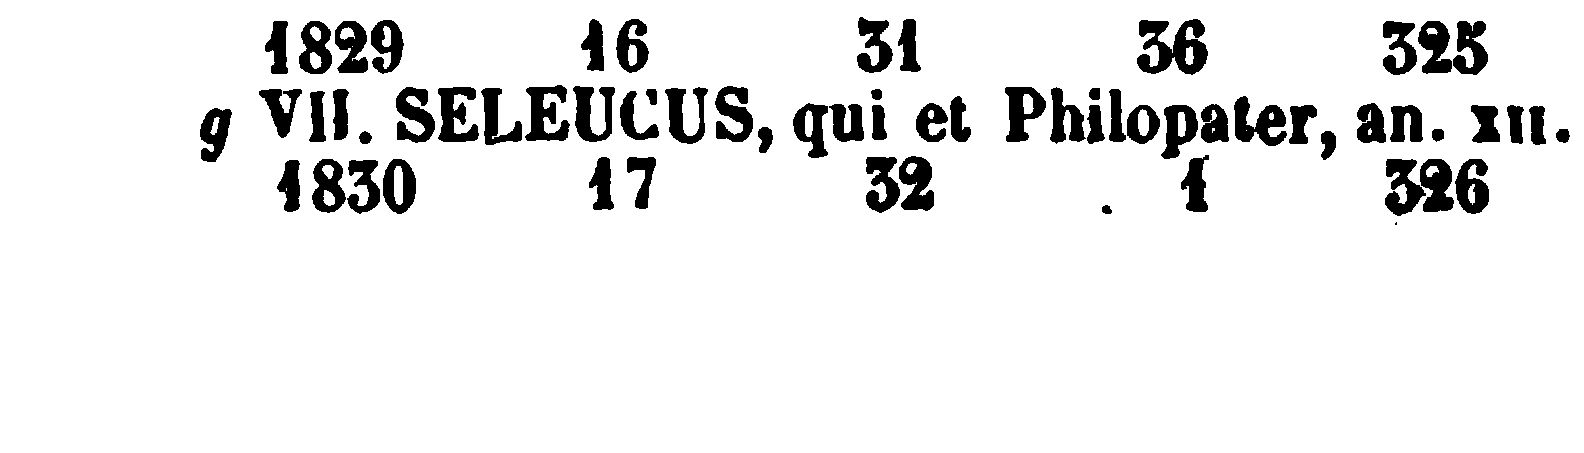 1829 16 31 36 325
g VII. SELEUCUS, qui et Philopater, an. XII.
1830 17 32 1 326